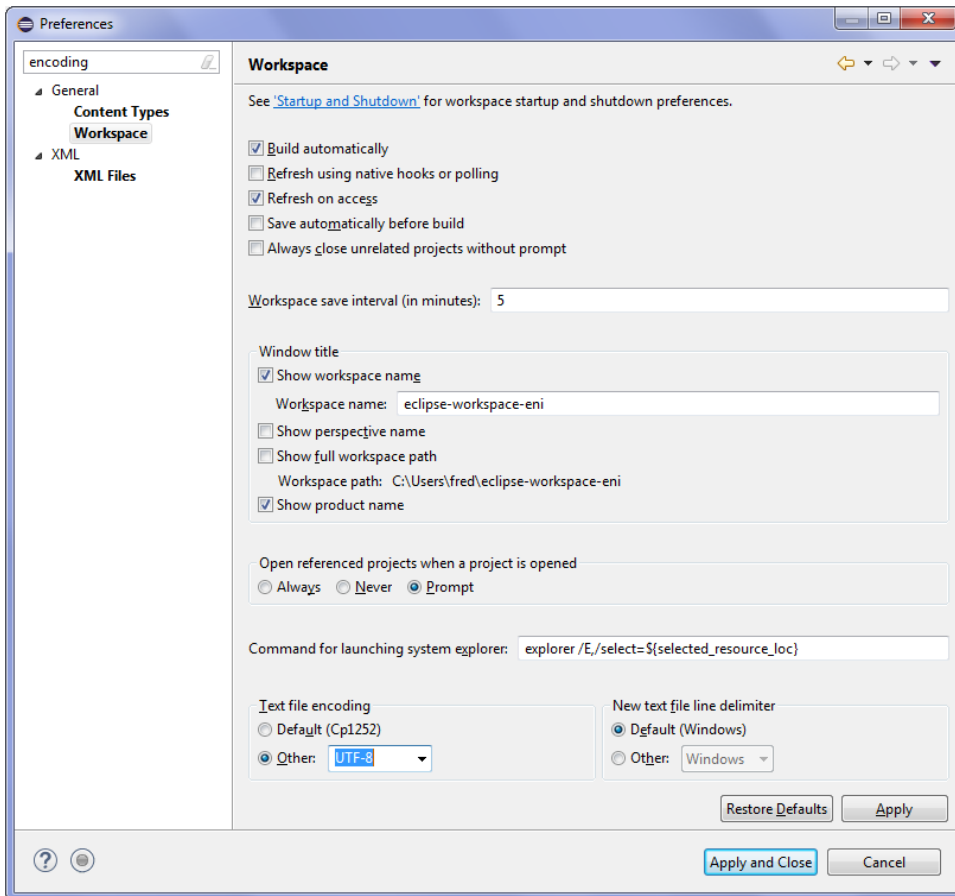 Preferences
encoding
General
Content Types
Workspace
XML
XML Files
Workspace
See 'Startup and Shutdown' for workspace startup and shutdown preferences.
Build automatically
Refresh using native hooks or polling
Refresh on access
Save automatically before build
Always close unrelated projects without prompt
Workspace save interval (in minutes): 5
Window title
Show workspace name
Workspace name: eclipse-workspace-eni
Show perspective name
Show full workspace path
Workspace path: C:\Users\fred\eclipse-workspace-eni
Show product name
Open referenced projects when a project is opened
Always Never Prompt
Command for launching system explorer: explorer /E,/select=${selected_resource_loc}
Text file encoding
Default (Cp1252)
Other: UTF-8
New text file line delimiter
Default (Windows)
Other: Windows
Restore Defaults Apply
? Apply and Close Cancel